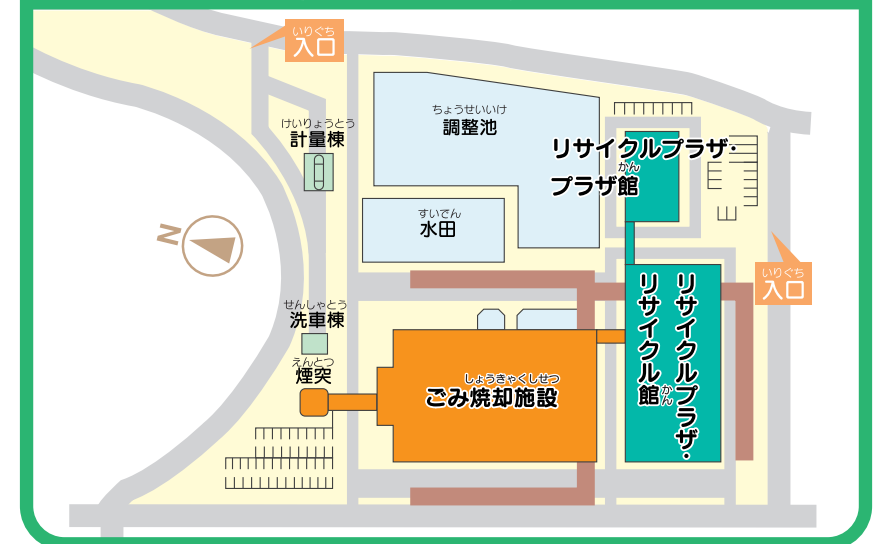 いりぐち
入口
けいりょうとう
計量棟
ちょうせいいけ
調整池
リサイクルプラザ・
かん
プラザ館
すいでん
水田
N
いりぐち
入口
せんしゃとう
洗車棟
えんとつ
煙突
しょうきゃくしせつ
ごみ焼却施設
リサイクルプラザ・
リサイクル館
かん